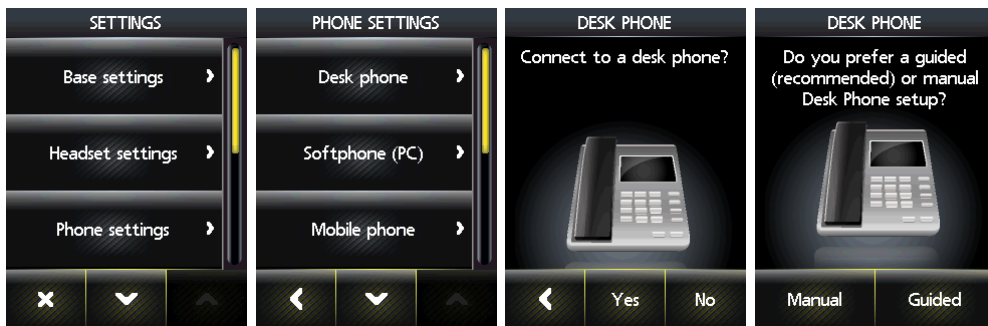 SETTINGS
Base settings
Headset settings
Phone settings
PHONE SETTINGS
Desk phone
Softphone (PC)
Mobile phone
DESK PHONE
Connect to a desk phone?
Yes No
DESK PHONE
Do you prefer a guided
(recommended) or manual
Desk Phone setup?
Manual Guided